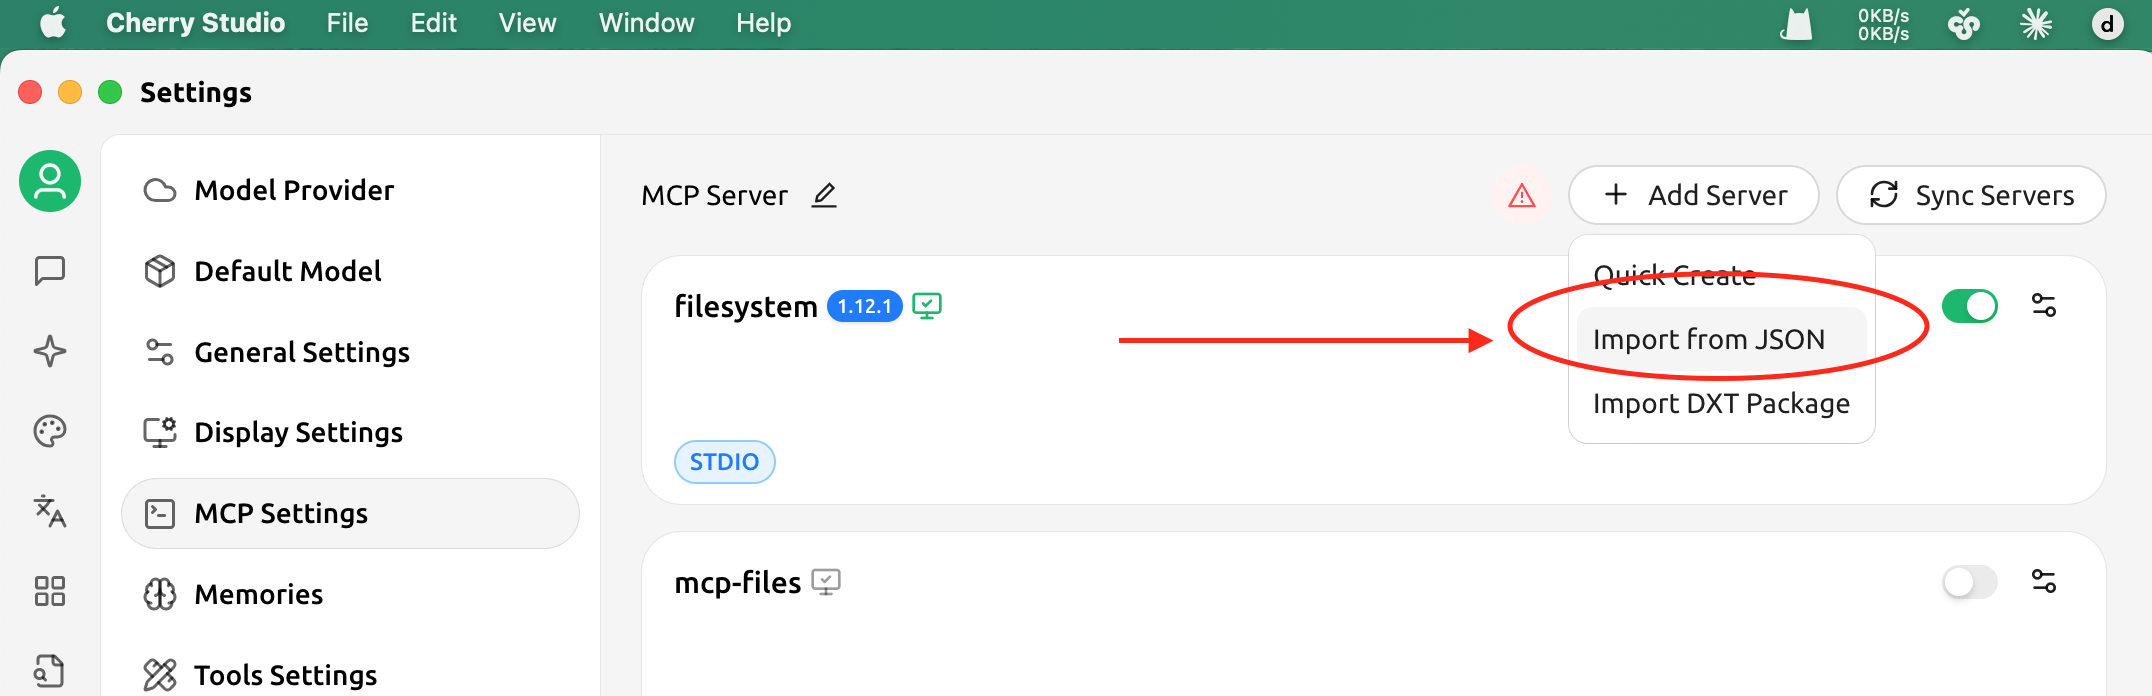 Cherry Studio File Edit View Window Help
0KB/s
0KB/s
d
Settings
Model Provider
Default Model
General Settings
Display Settings
MCP Settings
Memories
Tools Settings
MCP Server
Add Server
Sync Servers
Quick Create
Import from JSON
Import DXT Package
filesystem 1.12.1
STDIO
mcp-files